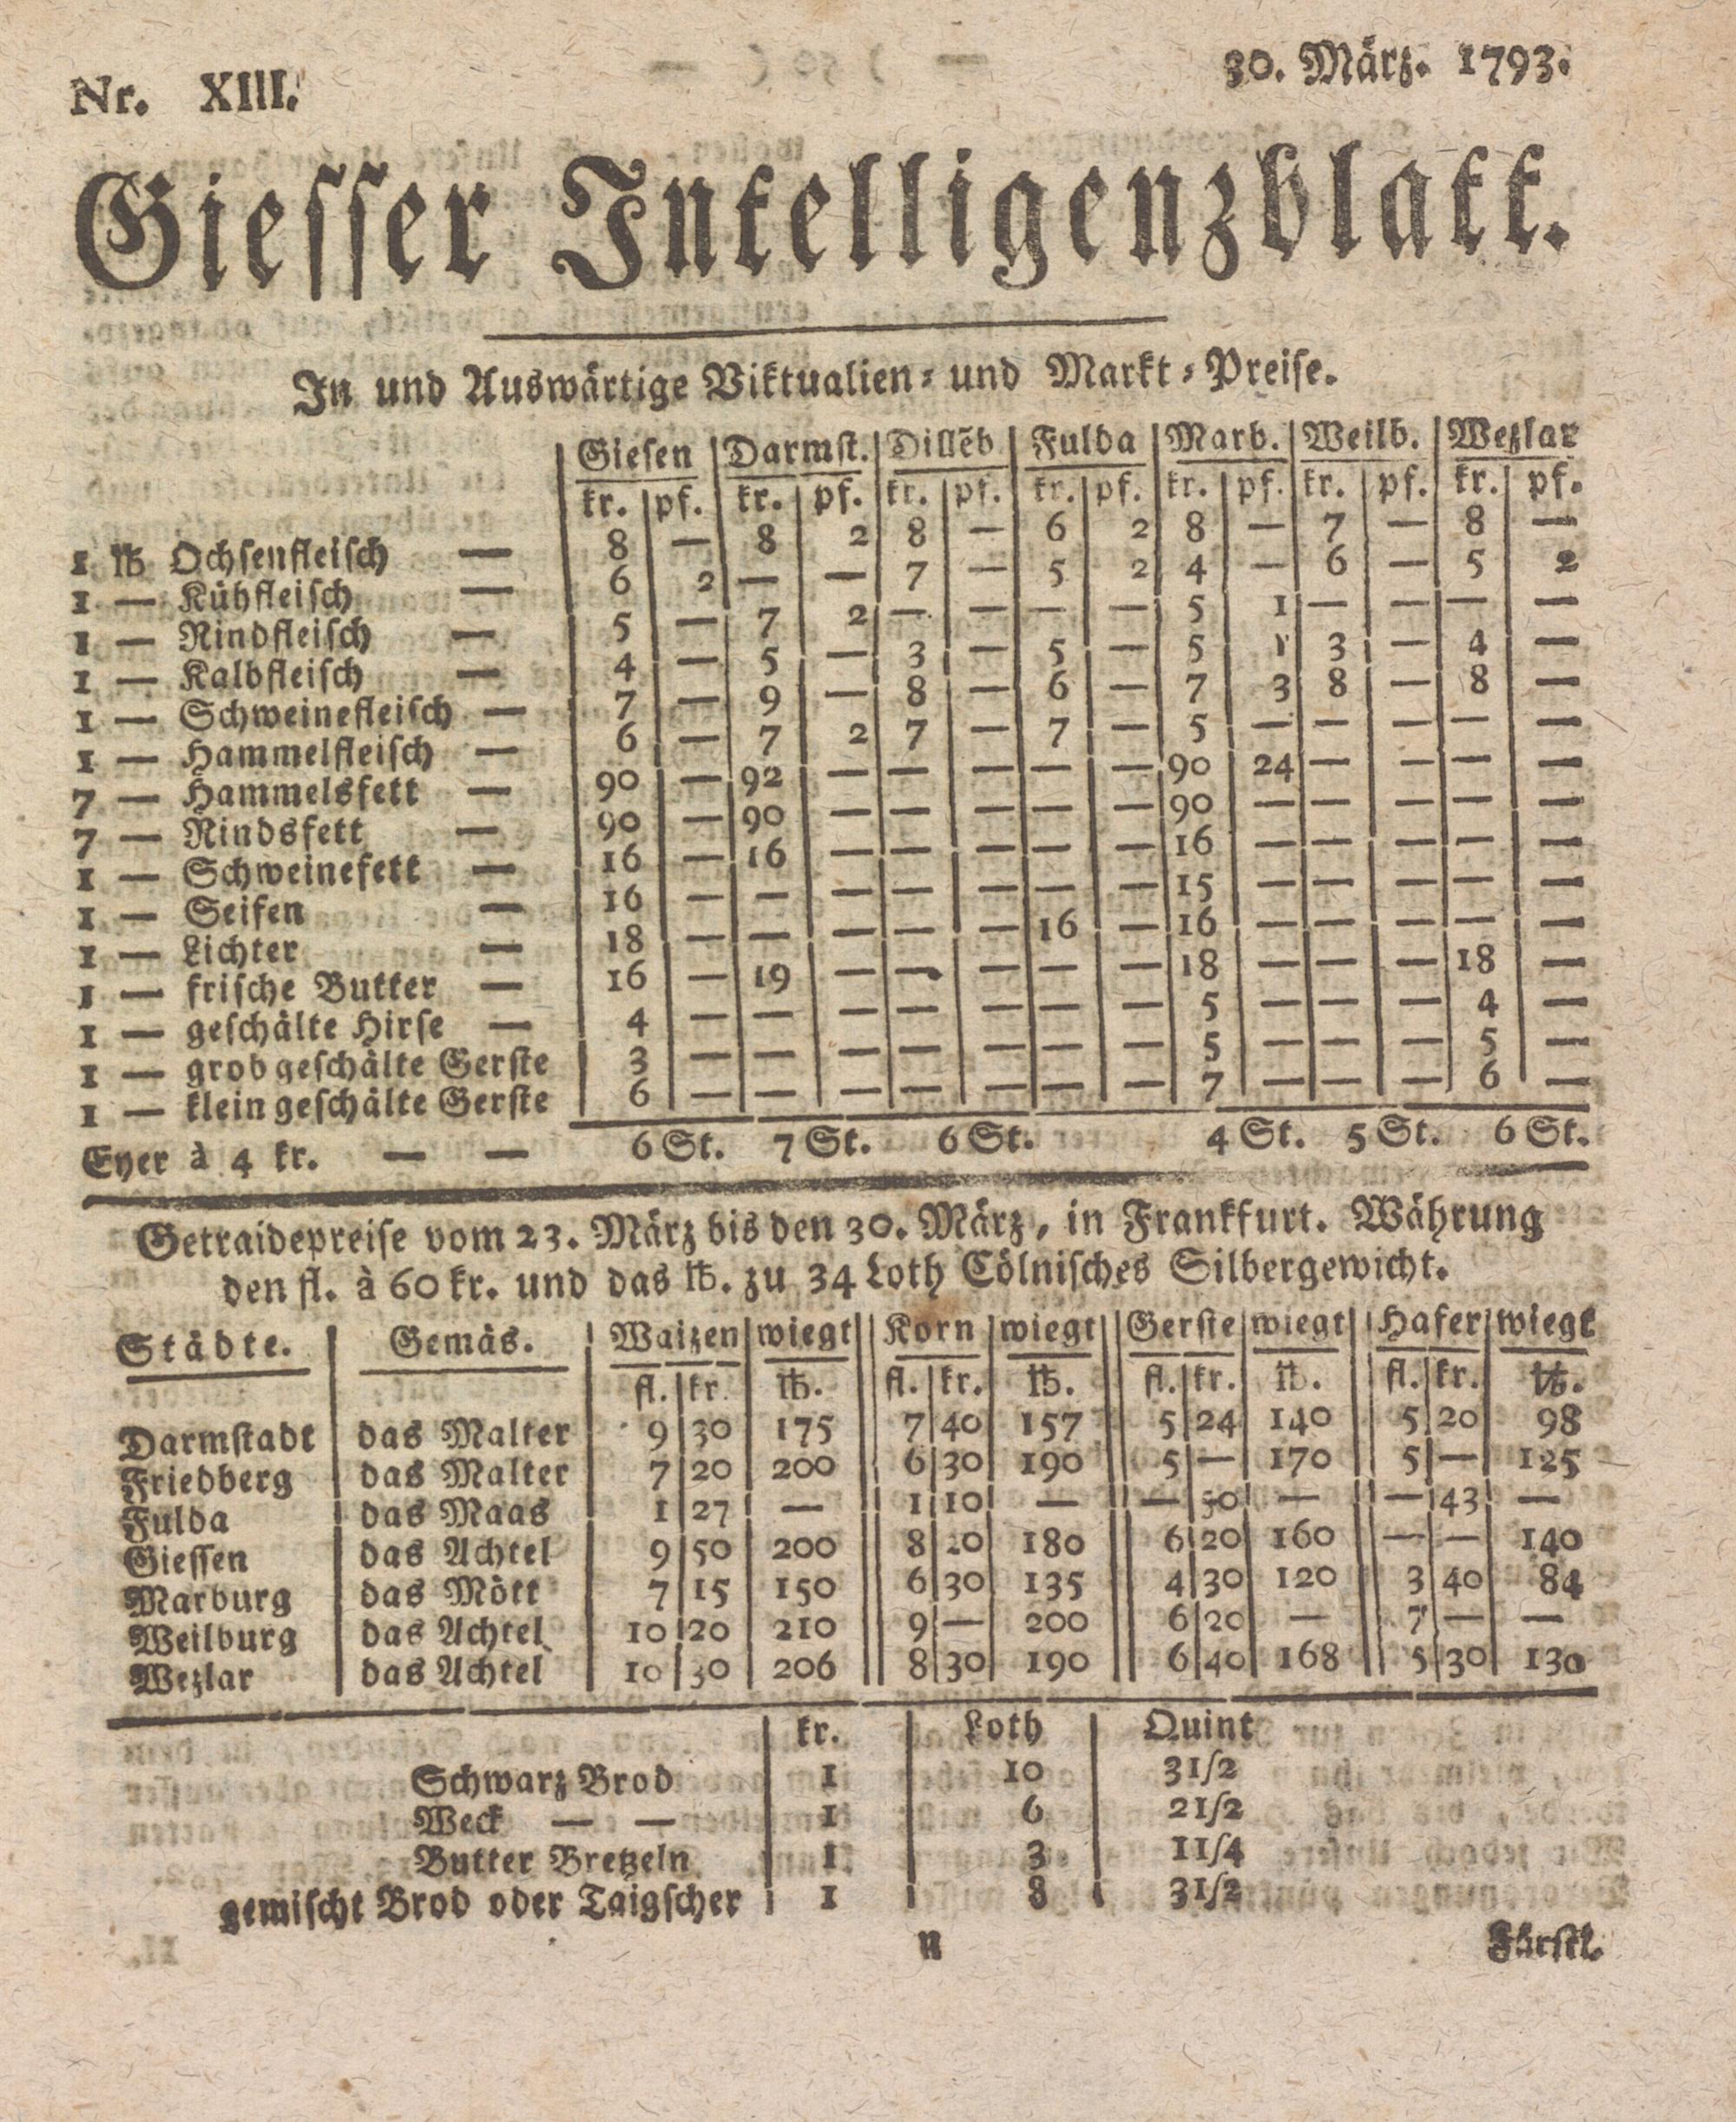 Nr. XIII. 30. März. 1793.
Giesser Intelligenzblatt.
In und Auswärtige Viktualien- und Markt-Preise.
Giesen | Darmst. | Dillēb | Fulda | Marb. | Weilb. | Wezlar
kr. | pf. | kr. | pf. | kr. | pf. | kr. | pf. | kr. | pf. | kr. | pf. | kr. | pf.
1 ℔ Ochsenfleisch — 8 | — | 8 | 2 | 8 | — | 6 | 2 | 8 | — | 7 | — | 8 | —
1 — Kühfleisch — 6 | 2 | — | — | 7 | — | 5 | 2 | 4 | — | 6 | — | 5 | 2
1 — Rindfleisch — 5 | — | 7 | 2 | — | — | — | — | 5 | 1 | — | — | — | —
1 — Kalbfleisch — 4 | — | 5 | — | 3 | — | 5 | — | 5 | 1 | 3 | — | 4 | —
1 — Schweinefleisch — 7 | — | 9 | — | 8 | — | 6 | — | 7 | 3 | 8 | — | 8 | —
1 — Hammelfleisch — 6 | — | 7 | 2 | 7 | — | 7 | — | 5 | — | — | — | — | —
7 — Hammelsfett — 90 | — | 92 | — | — | — | — | — | 90 | 24 | — | — | — | —
7 — Rindsfett — 90 | — | 90 | — | — | — | — | — | 90 | — | — | — | — | —
1 — Schweinefett — 16 | — | 16 | — | — | — | — | — | 16 | — | — | — | — | —
1 — Seifen — 16 | — | — | — | — | — | — | — | 15 | — | — | — | — | —
1 — Lichter — 18 | — | — | — | — | — | 16 | — | 16 | — | — | — | — | —
1 — frische Butter — 16 | — | 19 | — | — | — | — | — | 18 | — | — | — | 18 | —
1 — geschälte Hirse — 4 | — | — | — | — | — | — | — | 5 | — | — | — | 4 | —
1 — grob geschälte Gerste 3 | — | — | — | — | — | — | — | 5 | — | — | — | 5 | —
1 — klein geschälte Gerste 6 | — | — | — | — | — | — | — | 7 | — | — | — | 6 | —
Eyer à 4 kr. — — 6 St. 7 St. 6 St. 4 St. 5 St. 6 St.
Getraidepreise vom 23. März bis den 30. März, in Frankfurt. Währung
den fl. à 60 kr. und das ℔. zu 34 Loth Cölnisches Silbergewicht.
Städte. | Gemäs. | Waizen | wiegt || Korn | wiegt || Gerste | wiegt || Hafer | wiegt
fl. | kr. | ℔. || fl. | kr. | ℔. || fl. | kr. | ℔. || fl. | kr. | ℔.
Darmstadt | das Malter | 9 | 30 | 175 || 7 | 40 | 157 || 5 | 24 | 140 || 5 | 20 | 98
Friedberg | das Malter | 7 | 20 | 200 || 6 | 30 | 190 || 5 | — | 170 || 5 | — | 125
Fulda | das Maas | 1 | 27 | — || 1 | 10 | — || — | 50 | — || — | 43 | —
Giessen | das Achtel | 9 | 50 | 200 || 8 | | 180 || 6 | 20 | 160 || — | — | 140
Marburg | das Mött | 7 | 15 | 150 || 6 | 30 | 135 || 4 | 30 | 120 || 3 | 40 | 84
Weilburg | das Achtel | 10 | 20 | 210 || 9 | — | 200 || 6 | 20 | — || 7 | — | —
Wezlar | das Achtel | 10 | 30 | 206 || 8 | 30 | 190 || 6 | 40 | 168 || 5 | 30 | 130
kr. | Loth | Quint
Schwarz Brod | 1 | 10 | 3 1/2
Weck — — | 1 | 6 | 2 1/2
Butter Bretzeln | 1 | 3 | 1 1/4
gemischt Brod oder Taigscher | 1 | 8 | 3 1/2
N Fürstl.